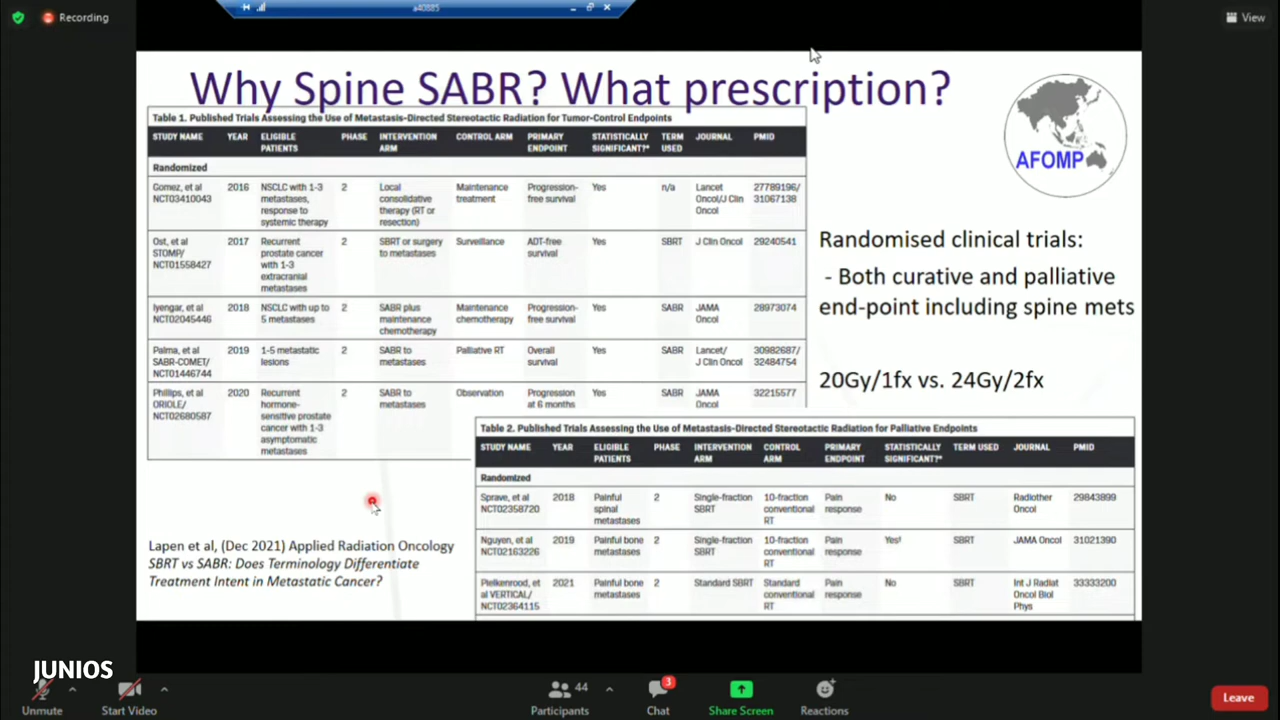 Recording
a40885
View
Why Spine SABR? What prescription?
AFOMP
Table 1. Published Trials Assessing the Use of Metastasis-Directed Stereotactic Radiation for Tumor-Control Endpoints
STUDY NAME YEAR ELIGIBLE PATIENTS PHASE INTERVENTION ARM CONTROL ARM PRIMARY ENDPOINT STATISTICALLY SIGNIFICANT?* TERM USED JOURNAL PMID
Randomized
Gomez, et al NCT03410043 2016 NSCLC with 1-3 metastases, response to systemic therapy 2 Local consolidative therapy (RT or resection) Maintenance treatment Progression-free survival Yes n/a Lancet Oncol/J Clin Oncol 27789196/ 31067138
Ost, et al STOMP/ NCT01558427 2017 Recurrent prostate cancer with 1-3 extracranial metastases 2 SBRT or surgery to metastases Surveillance ADT-free survival Yes SBRT J Clin Oncol 29240541
Iyengar, et al NCT02045446 2018 NSCLC with up to 5 metastases 2 SABR plus maintenance chemotherapy Maintenance chemotherapy Progression-free survival Yes SABR JAMA Oncol 28973074
Palma, et al SABR-COMET/ NCT01446744 2019 1-5 metastatic lesions 2 SABR to metastases Palliative RT Overall survival Yes SABR Lancet/ J Clin Oncol 30982687/ 32484754
Phillips, et al ORIOLE/ NCT02680587 2020 Recurrent hormone-sensitive prostate cancer with 1-3 asymptomatic metastases 2 SABR to metastases Observation Progression at 6 months Yes SABR JAMA Oncol 32215577
Randomised clinical trials:
- Both curative and palliative
end-point including spine mets
20Gy/1fx vs. 24Gy/2fx
Table 2. Published Trials Assessing the Use of Metastasis-Directed Stereotactic Radiation for Palliative Endpoints
STUDY NAME YEAR ELIGIBLE PATIENTS PHASE INTERVENTION ARM CONTROL ARM PRIMARY ENDPOINT STATISTICALLY SIGNIFICANT?* TERM USED JOURNAL PMID
Randomized
Sprave, et al NCT02358720 2018 Painful spinal metastases 2 Single-fraction SBRT 10-fraction conventional RT Pain response No SBRT Radiother Oncol 29843899
Nguyen, et al NCT02163226 2019 Painful bone metastases 2 Single-fraction SBRT 10-fraction conventional RT Pain response Yes† SBRT JAMA Oncol 31021390
Pielkenrood, et al VERTICAL/ NCT02364115 2021 Painful bone metastases 2 Standard SBRT Standard conventional RT Pain response No SBRT Int J Radiat Oncol Biol Phys 33333200
Lapen et al, (Dec 2021) Applied Radiation Oncology
SBRT vs SABR: Does Terminology Differentiate
Treatment Intent in Metastatic Cancer?
JUNIOS
Unmute
Start Video
44
Participants
3
Chat
Share Screen
Reactions
Leave